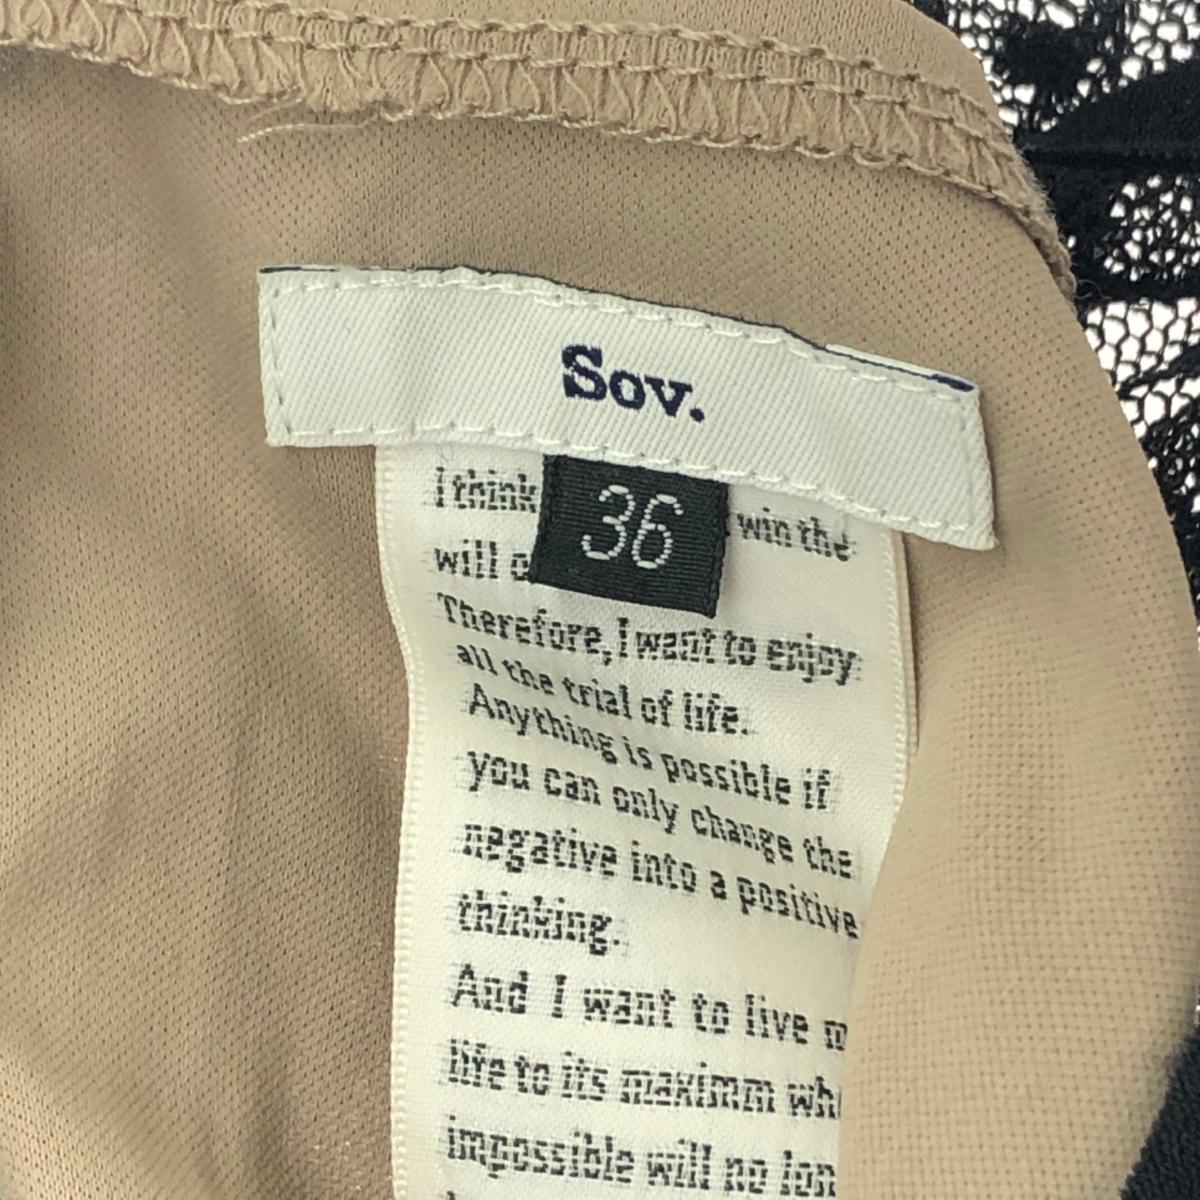 Sov.
36
I think win the
will
Therefore, I want to enjoy
all the trial of life.
Anything is possible if
you can only change the
negative into a positive
thinking.
And I want to live
life to its maximm
impossible will no